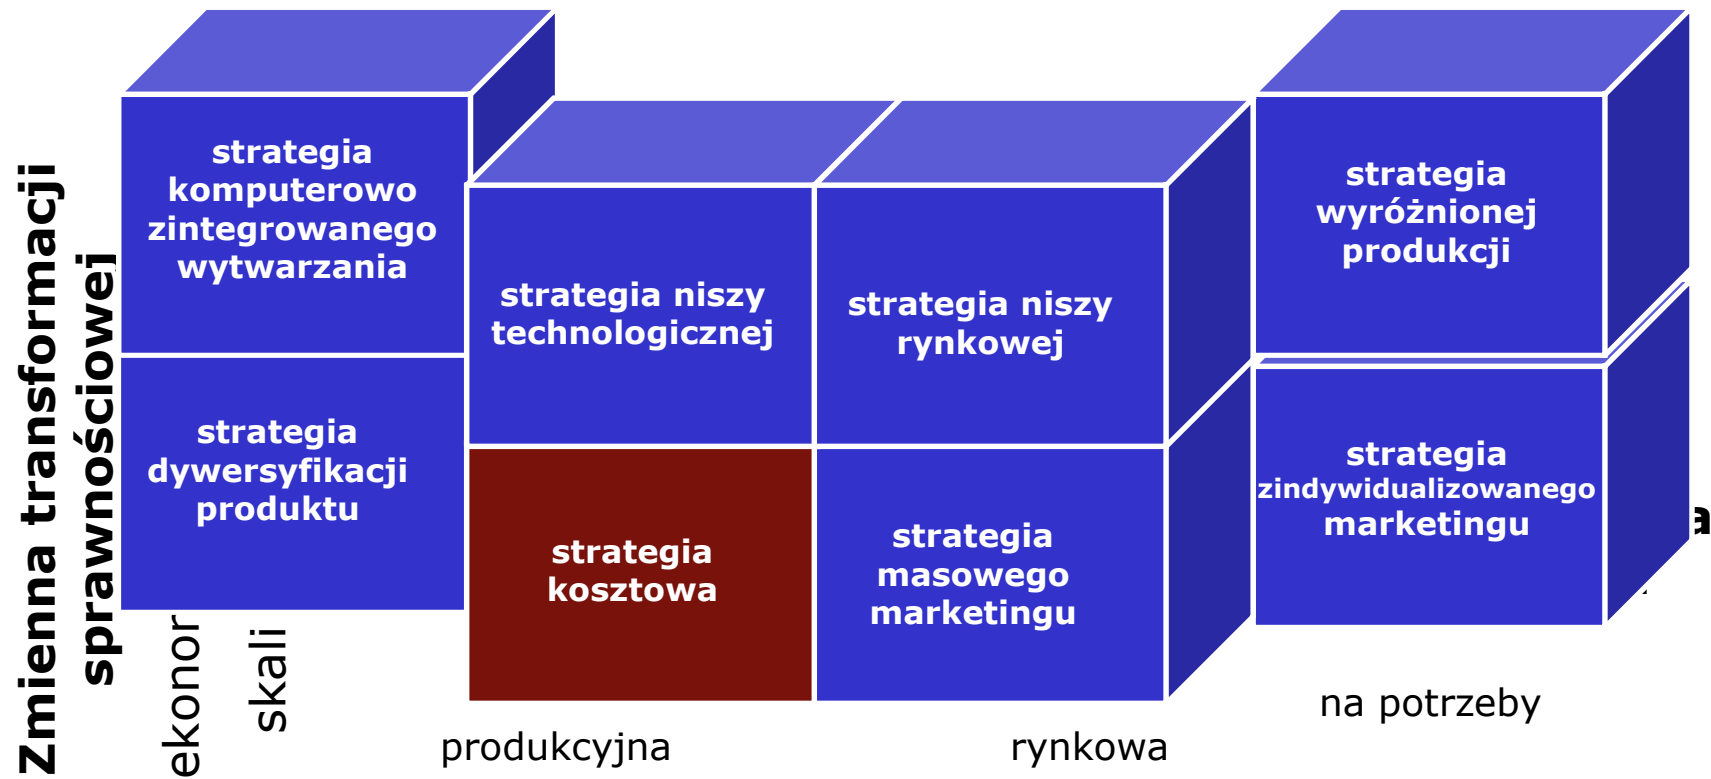 Zmienna transformacji
sprawnościowej
strategia
komputerowo
zintegrowanego
wytwarzania
strategia niszy
technologicznej
strategia niszy
rynkowej
strategia
wyróżnionej
produkcji
strategia
dywersyfikacji
produktu
strategia
kosztowa
strategia
masowego
marketingu
strategia
zindywidualizowanego
marketingu
skali
produkcyjna
rynkowa
na potrzeby